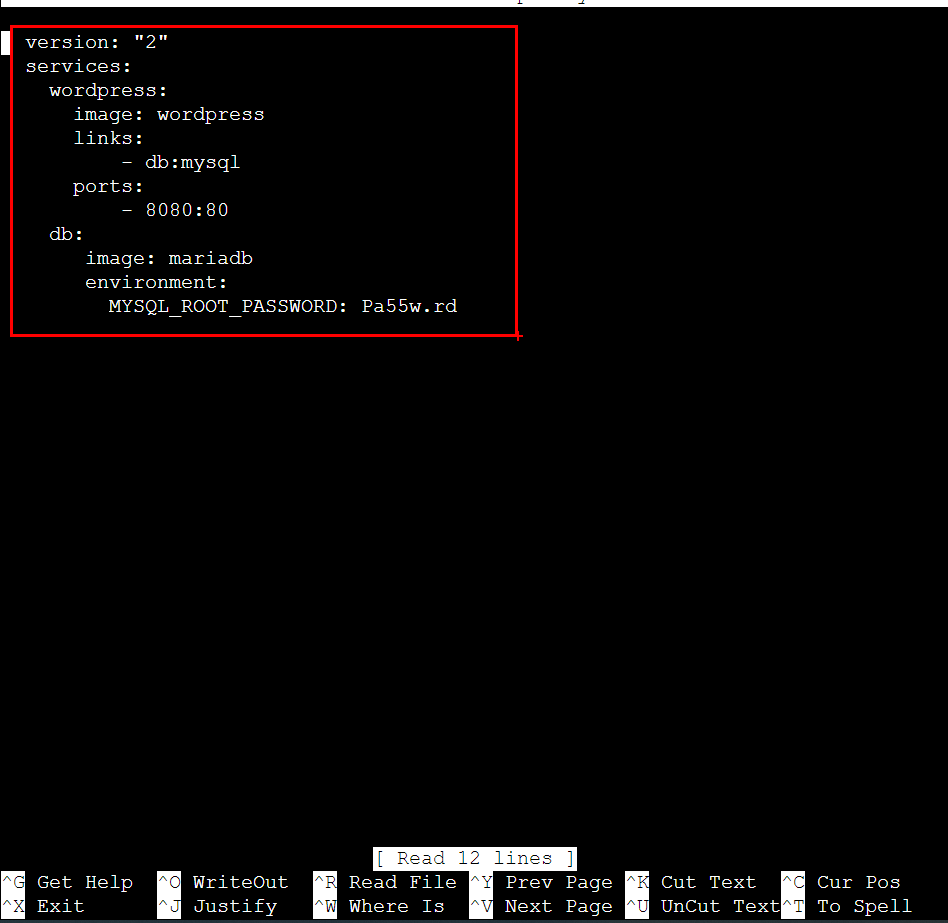 version: "2"
services:
  wordpress:
    image: wordpress
    links:
        - db:mysql
    ports:
        - 8080:80
  db:
     image: mariadb
     environment:
       MYSQL_ROOT_PASSWORD: Pa55w.rd
[ Read 12 lines ]
^G Get Help  ^O WriteOut  ^R Read File ^Y Prev Page ^K Cut Text  ^C Cur Pos
^X Exit      ^J Justify   ^W Where Is  ^V Next Page ^U UnCut Text^T To Spell